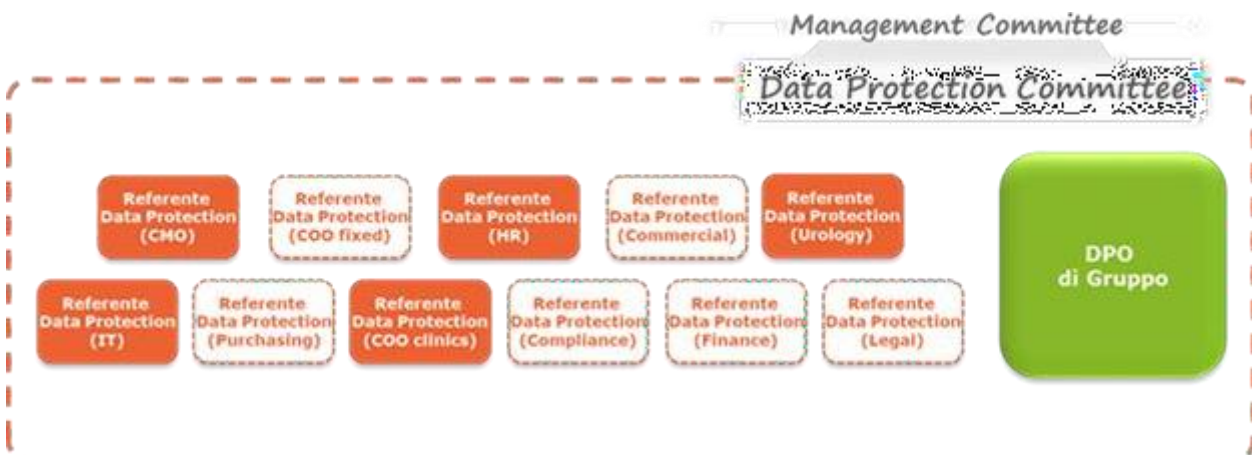 Management Committee
Data Protection Committee
Referente
Data Protection
(CMO)
Referente
Data Protection
(COO fixed)
Referente
Data Protection
(HR)
Referente
Data Protection
(Commercial)
Referente
Data Protection
(Urology)
DPO
di Gruppo
Referente
Data Protection
(IT)
Referente
Data Protection
(Purchasing)
Referente
Data Protection
(COO clinics)
Referente
Data Protection
(Compliance)
Referente
Data Protection
(Finance)
Referente
Data Protection
(Legal)